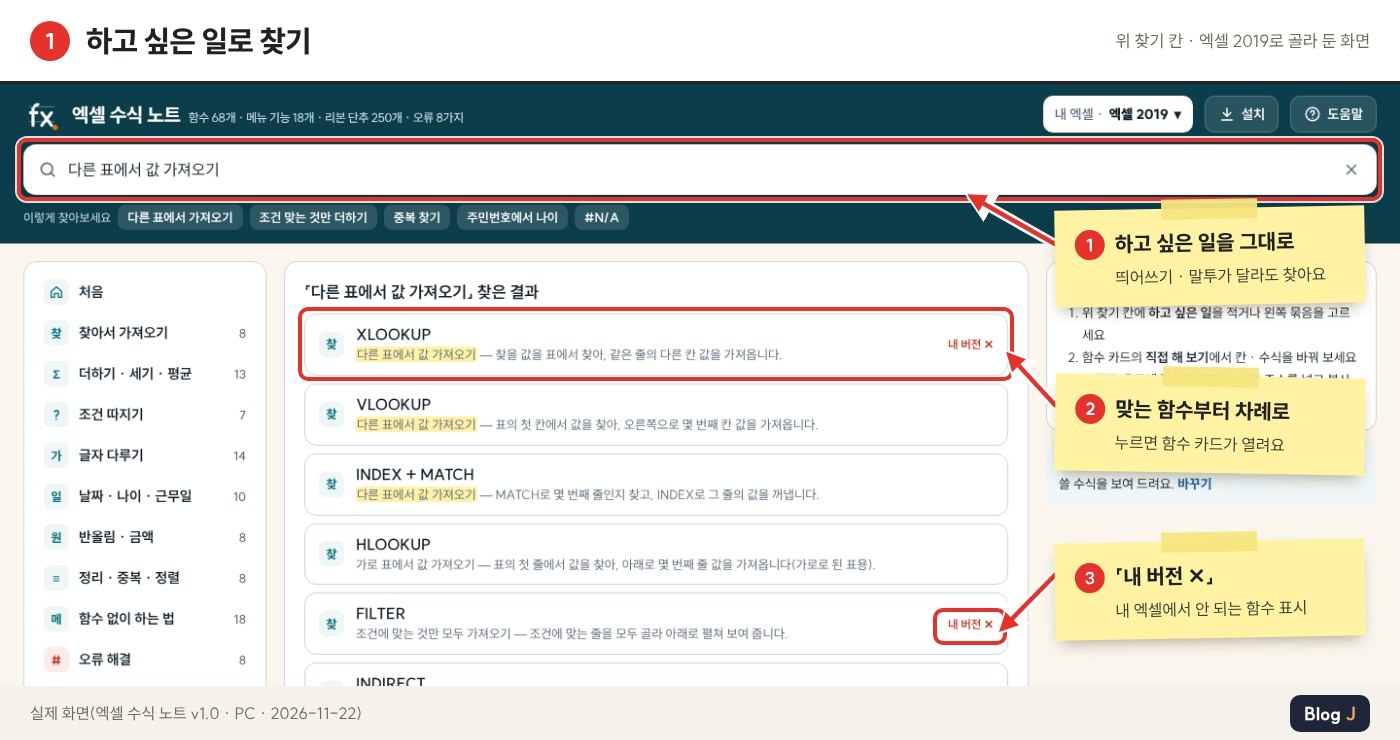 1 하고 싶은 일로 찾기
위 찾기 칸 · 엑셀 2019로 골라 둔 화면
fx 엑셀 수식 노트 함수 68개 · 메뉴 기능 18개 · 리본 단추 250개 · 오류 8가지
내 엑셀 · 엑셀 2019 ▾
설치
도움말
다른 표에서 값 가져오기
이렇게 찾아보세요 다른 표에서 가져오기 조건 맞는 것만 더하기 중복 찾기 주민번호에서 나이 #N/A
처음
찾 찾아서 가져오기 8
Σ 더하기 · 세기 · 평균 13
? 조건 따지기 7
가 글자 다루기 14
일 날짜 · 나이 · 근무일 10
원 반올림 · 금액 8
≡ 정리 · 중복 · 정렬 8
메 함수 없이 하는 법 18
# 오류 해결 8
「다른 표에서 값 가져오기」 찾은 결과
찾 XLOOKUP
다른 표에서 값 가져오기 — 찾을 값을 표에서 찾아, 같은 줄의 다른 칸 값을 가져옵니다.
내 버전 ✕
찾 VLOOKUP
다른 표에서 값 가져오기 — 표의 첫 칸에서 값을 찾아, 오른쪽으로 몇 번째 칸 값을 가져옵니다.
찾 INDEX + MATCH
다른 표에서 값 가져오기 — MATCH로 몇 번째 줄인지 찾고, INDEX로 그 줄의 값을 꺼냅니다.
찾 HLOOKUP
가로 표에서 값 가져오기 — 표의 첫 줄에서 값을 찾아, 아래로 몇 번째 줄 값을 가져옵니다(가로로 된 표용).
찾 FILTER
조건에 맞는 것만 모두 가져오기 — 조건에 맞는 줄을 모두 골라 아래로 펼쳐 보여 줍니다.
내 버전 ✕
INDIRECT
1 하고 싶은 일을 그대로
띄어쓰기 · 말투가 달라도 찾아요
1. 위 찾기 칸에 하고 싶은 일을 적거나 왼쪽 묶음을 고르
세요
2. 함수 카드의 직접 해 보기에서 칸 · 수식을 바꿔 보세요
2 맞는 함수부터 차례로
누르면 함수 카드가 열려요
쓸 수식을 보여 드려요. 바꾸기
3 「내 버전 ✕」
내 엑셀에서 안 되는 함수 표시
실제 화면(엑셀 수식 노트 v1.0 · PC · 2026-11-22)
Blog J